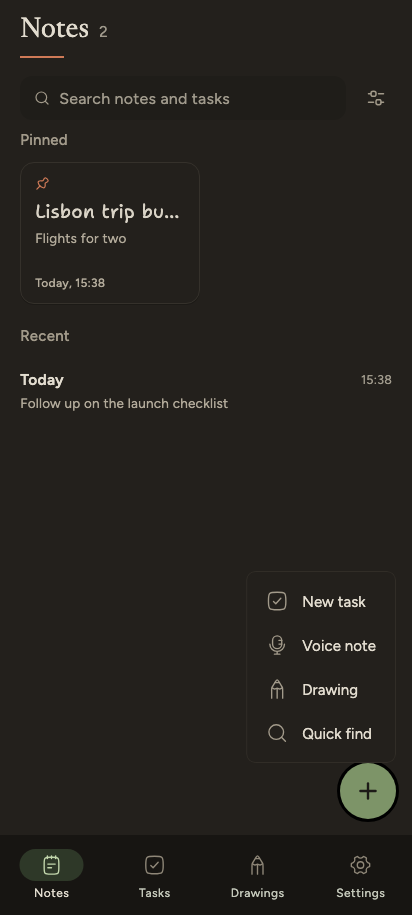 Notes 2
Search notes and tasks
Pinned
Lisbon trip bu...
Flights for two
Today, 15:38
Recent
Today 15:38
Follow up on the launch checklist
New task
Voice note
Drawing
Quick find
Notes Tasks Drawings Settings